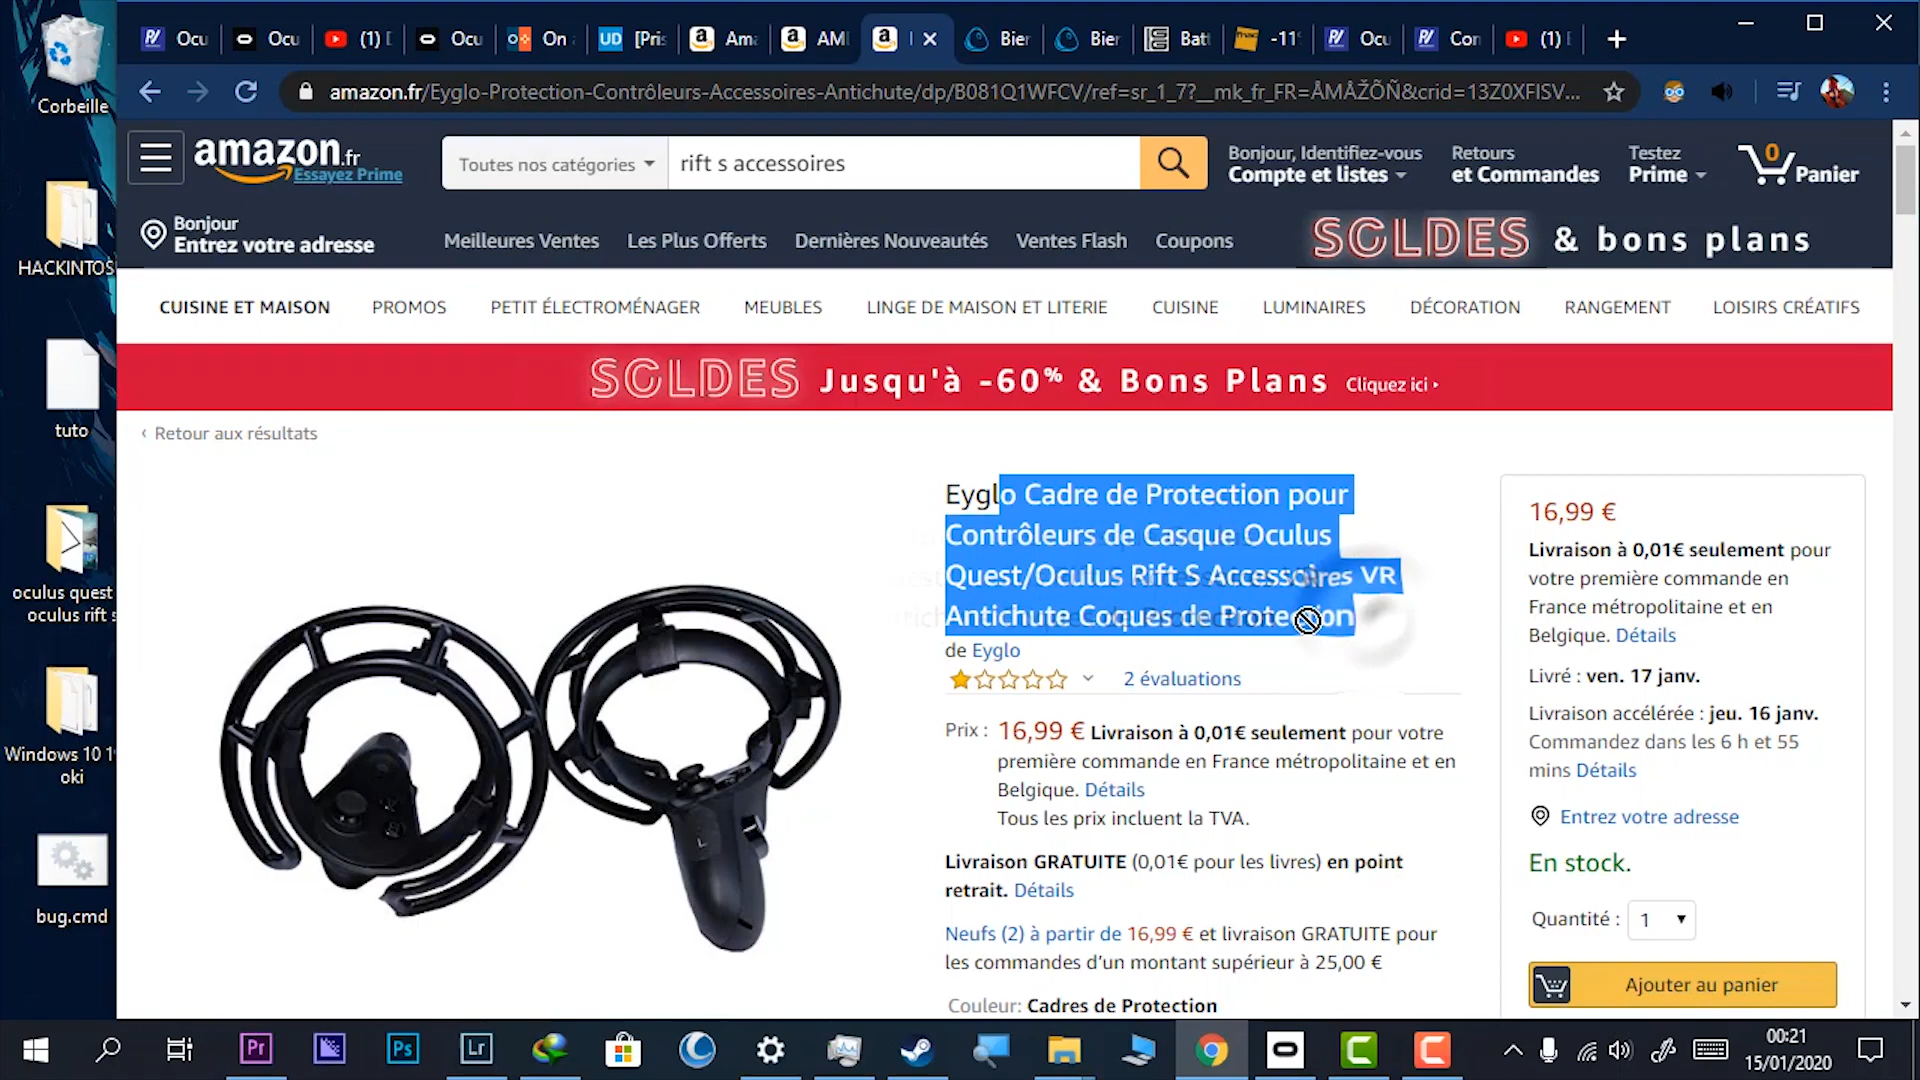 Corbeille
HACKINTOS
tuto
oculus quest
oculus rift s
Windows 10 1
oki
bug.cmd
Ocu
Ocu
(1)
Ocu
On
UD
[Pris
Ama
AM
Bier
Bier
Batt
-11
Ocu
Con
(1)
amazon.fr/Eyglo-Protection-Contrôleurs-Accessoires-Antichute/dp/B081Q1WFCV/ref=sr_1_7?__mk_fr_FR=ÅMÅŽÕÑ&crid=13Z0XFISV...
amazon.fr
Essayez Prime
Toutes nos catégories
rift s accessoires
Bonjour, Identifiez-vous
Compte et listes
Retours
et Commandes
Testez
Prime
0
Panier
Bonjour
Entrez votre adresse
Meilleures Ventes
Les Plus Offerts
Dernières Nouveautés
Ventes Flash
Coupons
SOLDES & bons plans
CUISINE ET MAISON
PROMOS
PETIT ÉLECTROMÉNAGER
MEUBLES
LINGE DE MAISON ET LITERIE
CUISINE
LUMINAIRES
DÉCORATION
RANGEMENT
LOISIRS CRÉATIFS
SOLDES Jusqu'à -60% & Bons Plans Cliquez ici ›
‹ Retour aux résultats
Eyglo Cadre de Protection pour
Contrôleurs de Casque Oculus
Quest/Oculus Rift S Accessoires VR
Antichute Coques de Protection
de Eyglo
2 évaluations
Prix : 16,99 € Livraison à 0,01€ seulement pour votre
première commande en France métropolitaine et en
Belgique. Détails
Tous les prix incluent la TVA.
Livraison GRATUITE (0,01€ pour les livres) en point
retrait. Détails
Neufs (2) à partir de 16,99 € et livraison GRATUITE pour
les commandes d'un montant supérieur à 25,00 €
Couleur: Cadres de Protection
16,99 €
Livraison à 0,01€ seulement pour
votre première commande en
France métropolitaine et en
Belgique. Détails
Livré : ven. 17 janv.
Livraison accélérée : jeu. 16 janv.
Commandez dans les 6 h et 55
mins Détails
Entrez votre adresse
En stock.
Quantité : 1
Ajouter au panier
L
Pr
Ps
Lr
00:21
15/01/2020